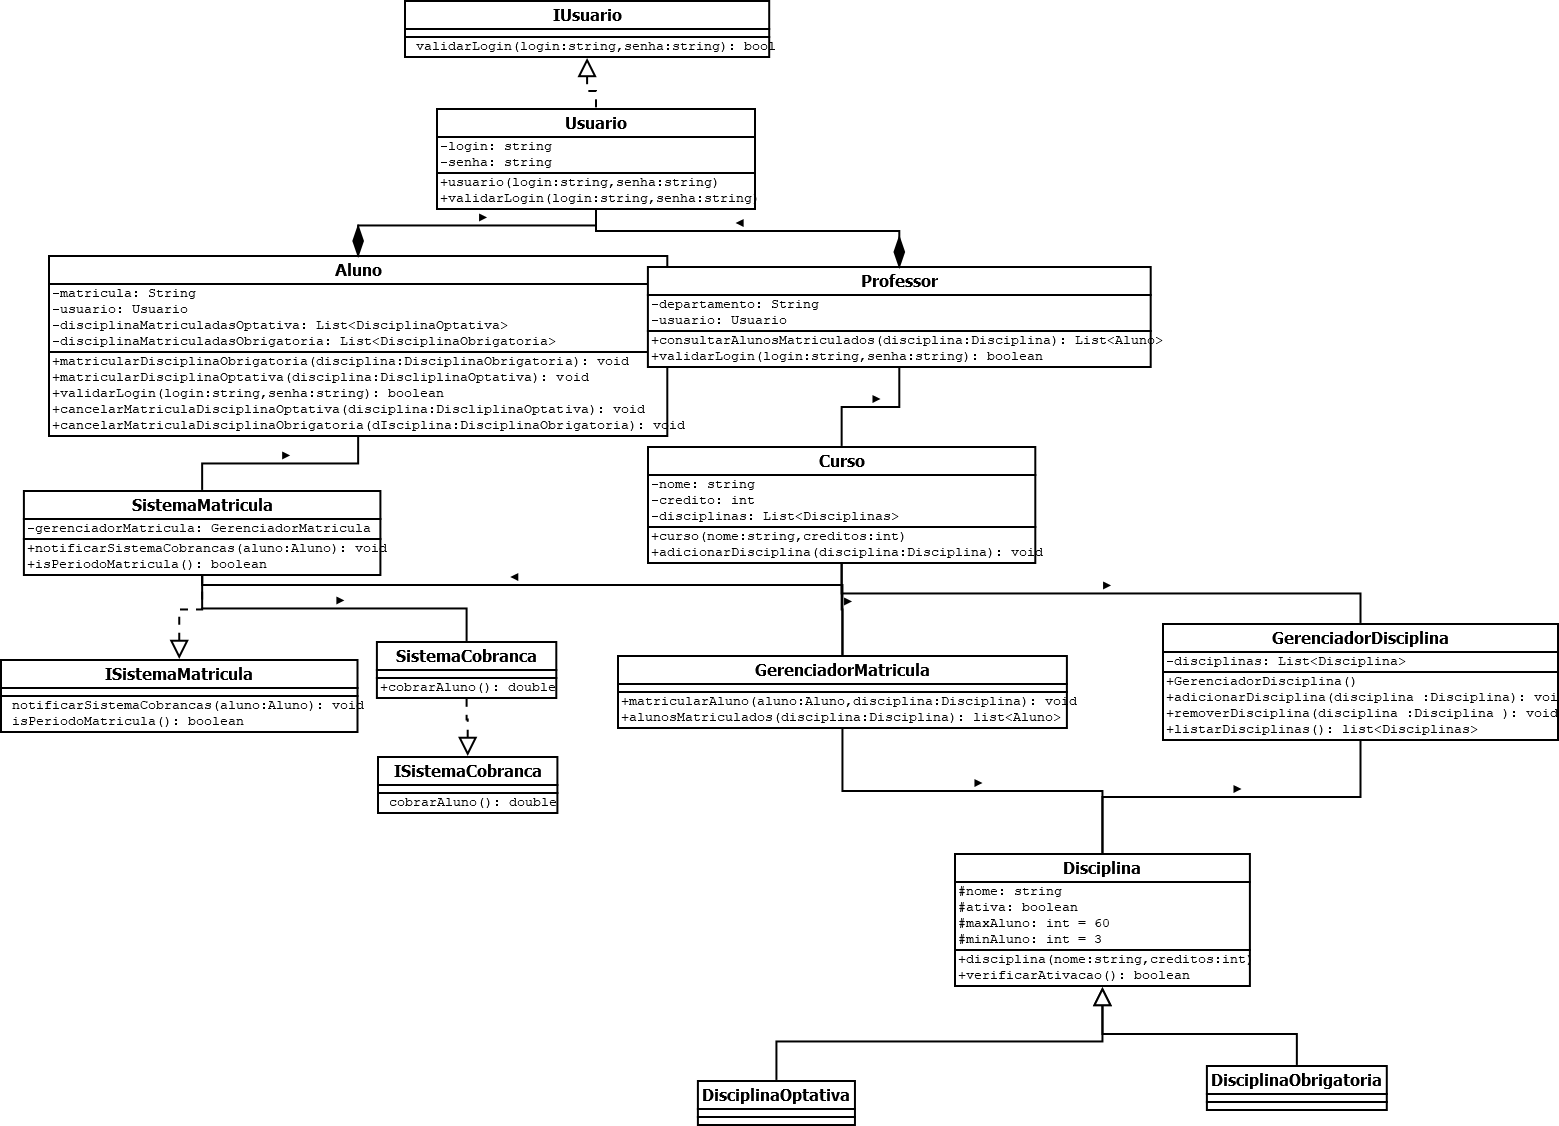 IUsuario
validarLogin(login:string,senha:string): bool
Usuario
-login: string
-senha: string
+usuario(login:string,senha:string)
+validarLogin(login:string,senha:string)
Aluno
-matricula: String
-usuario: Usuario
-disciplinaMatriculadasOptativa: List<DisciplinaOptativa>
-disciplinaMatriculadasObrigatoria: List<DisciplinaObrigatoria>
+matricularDisciplinaObrigatoria(disciplina:DisciplinaObrigatoria): void
+matricularDisciplinaOptativa(disciplina:DiscliplinaOptativa): void
+validarLogin(login:string,senha:string): boolean
+cancelarMatriculaDisciplinaOptativa(disciplina:DiscliplinaOptativa): void
+cancelarMatriculaDisciplinaObrigatoria(dIsciplina:DisciplinaObrigatoria): void
Professor
-departamento: String
-usuario: Usuario
+consultarAlunosMatriculados(disciplina:Disciplina): List<Aluno>
+validarLogin(login:string,senha:string): boolean
Curso
-nome: string
-credito: int
-disciplinas: List<Disciplinas>
+curso(nome:string,creditos:int)
+adicionarDisciplina(disciplina:Disciplina): void
SistemaMatricula
-gerenciadorMatricula: GerenciadorMatricula
+notificarSistemaCobrancas(aluno:Aluno): void
+isPeriodoMatricula(): boolean
ISistemaMatricula
notificarSistemaCobrancas(aluno:Aluno): void
isPeriodoMatricula(): boolean
SistemaCobranca
+cobrarAluno(): double
ISistemaCobranca
cobrarAluno(): double
GerenciadorMatricula
+matricularAluno(aluno:Aluno,disciplina:Disciplina): void
+alunosMatriculados(disciplina:Disciplina): list<Aluno>
GerenciadorDisciplina
-disciplinas: List<Disciplina>
+GerenciadorDisciplina()
+adicionarDisciplina(disciplina :Disciplina): voi
+removerDisciplina(disciplina :Disciplina ): void
+listarDisciplinas(): list<Disciplinas>
Disciplina
#nome: string
#ativa: boolean
#maxAluno: int = 60
#minAluno: int = 3
+disciplina(nome:string,creditos:int)
+verificarAtivacao(): boolean
DisciplinaOptativa
DisciplinaObrigatoria